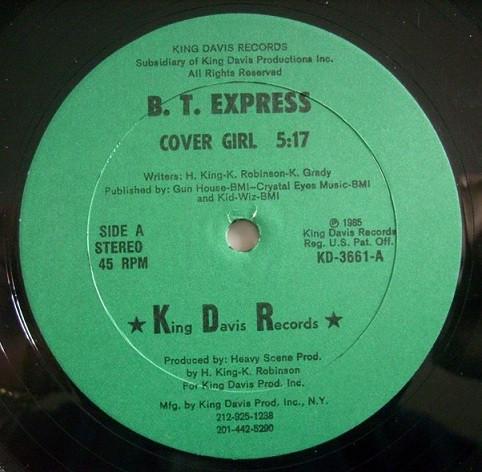 KING DAVIS RECORDS
Subsidiary of King Davis Productions Inc.
All Rights Reserved
B. T. EXPRESS
COVER GIRL 5:17
Writers: H. King-K. Robinson-K. Grady
Published by: Gun House-BMI-Crystal Eyes Music-BMI
and Kid-Wiz-BMI
SIDE A
STEREO
45 RPM
℗ 1985
King Davis Records
Reg. U.S. Pat. Off.
KD-3661-A
★ King Davis Records ★
Produced by: Heavy Scene Prod.
by H. King-K. Robinson
For King Davis Prod. Inc.
Mfg. by King Davis Prod. Inc., N.Y.
212-925-1238
201-442-5290